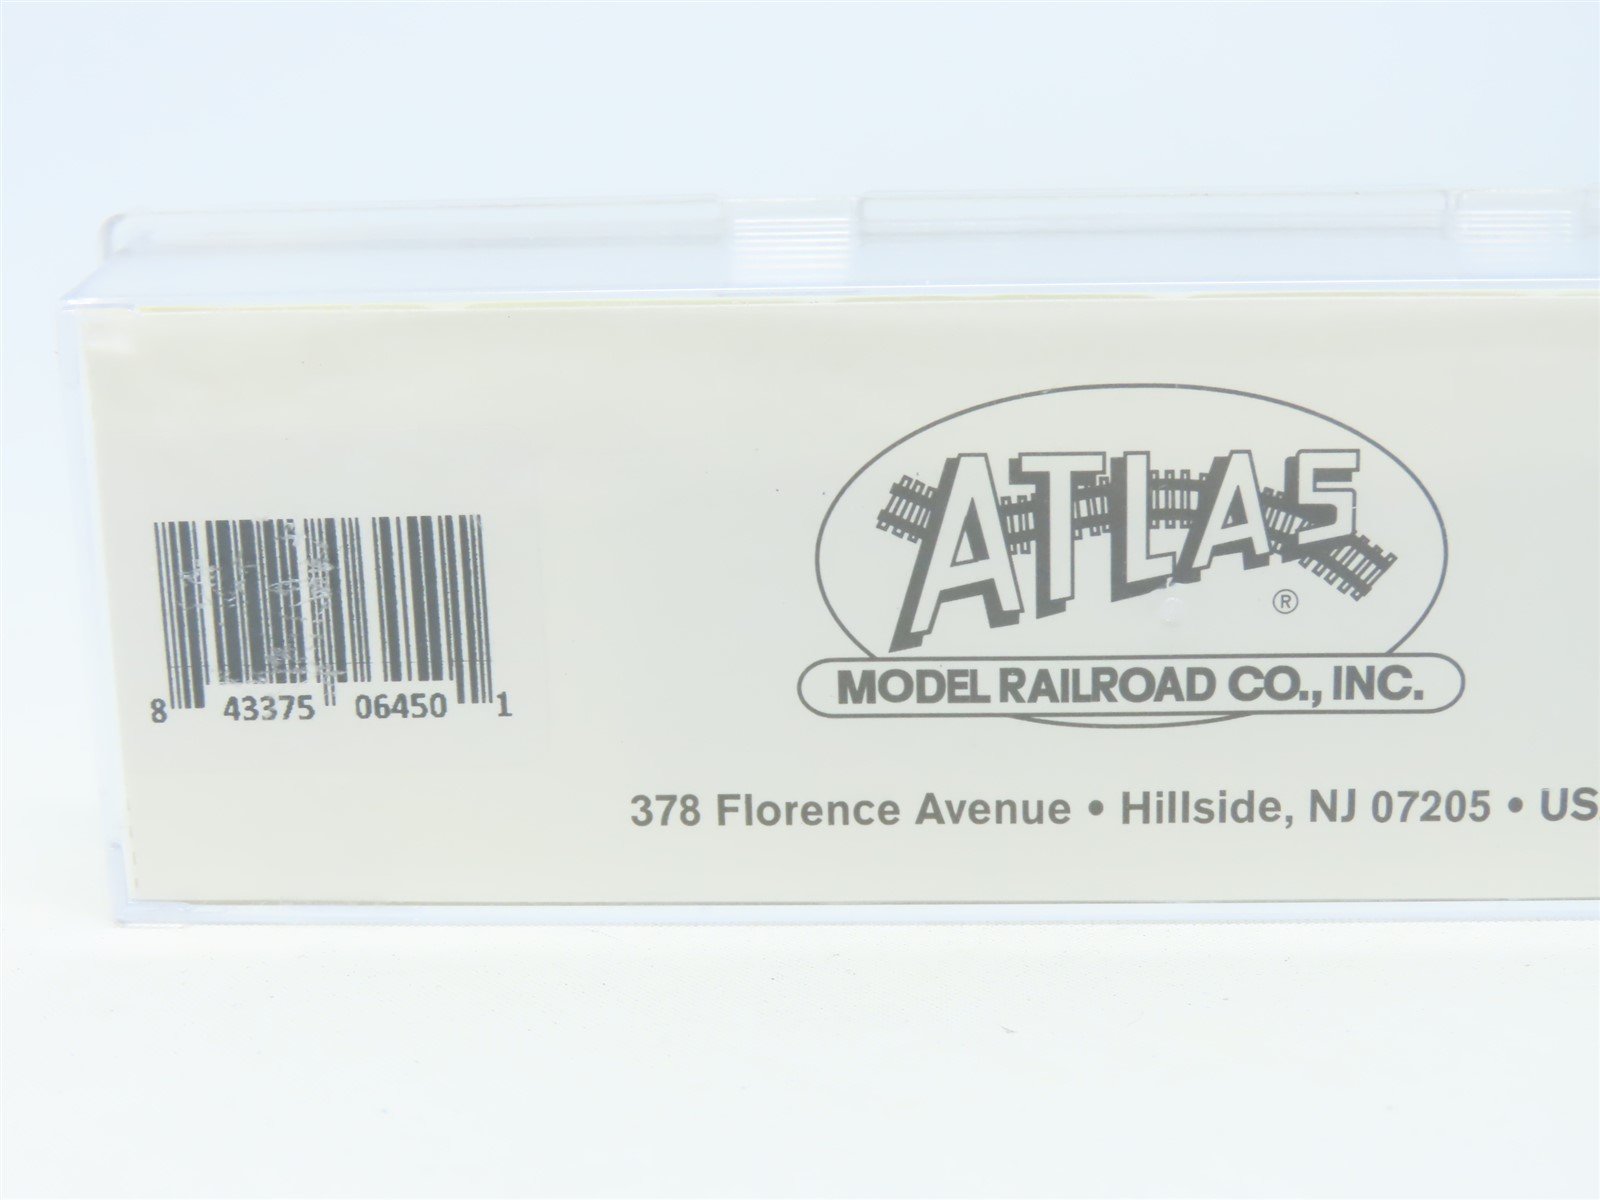 ATLAS ®
MODEL RAILROAD CO., INC.
8 43375 06450 1
378 Florence Avenue • Hillside, NJ 07205 • US